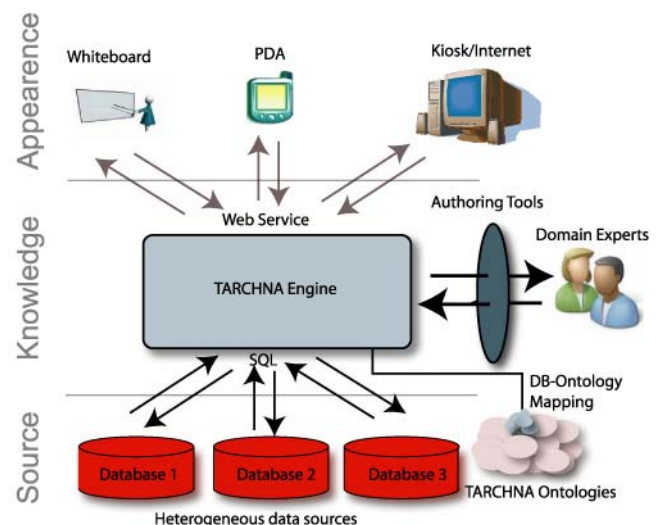 Appearence
Whiteboard
PDA
Kiosk/Internet
Knowledge
Web Service
Authoring Tools
Domain Experts
TARCHNA Engine
SQL
DB-Ontology
Mapping
Source
Database 1
Database 2
Database 3
TARCHNA Ontologies
Heterogeneous data sources